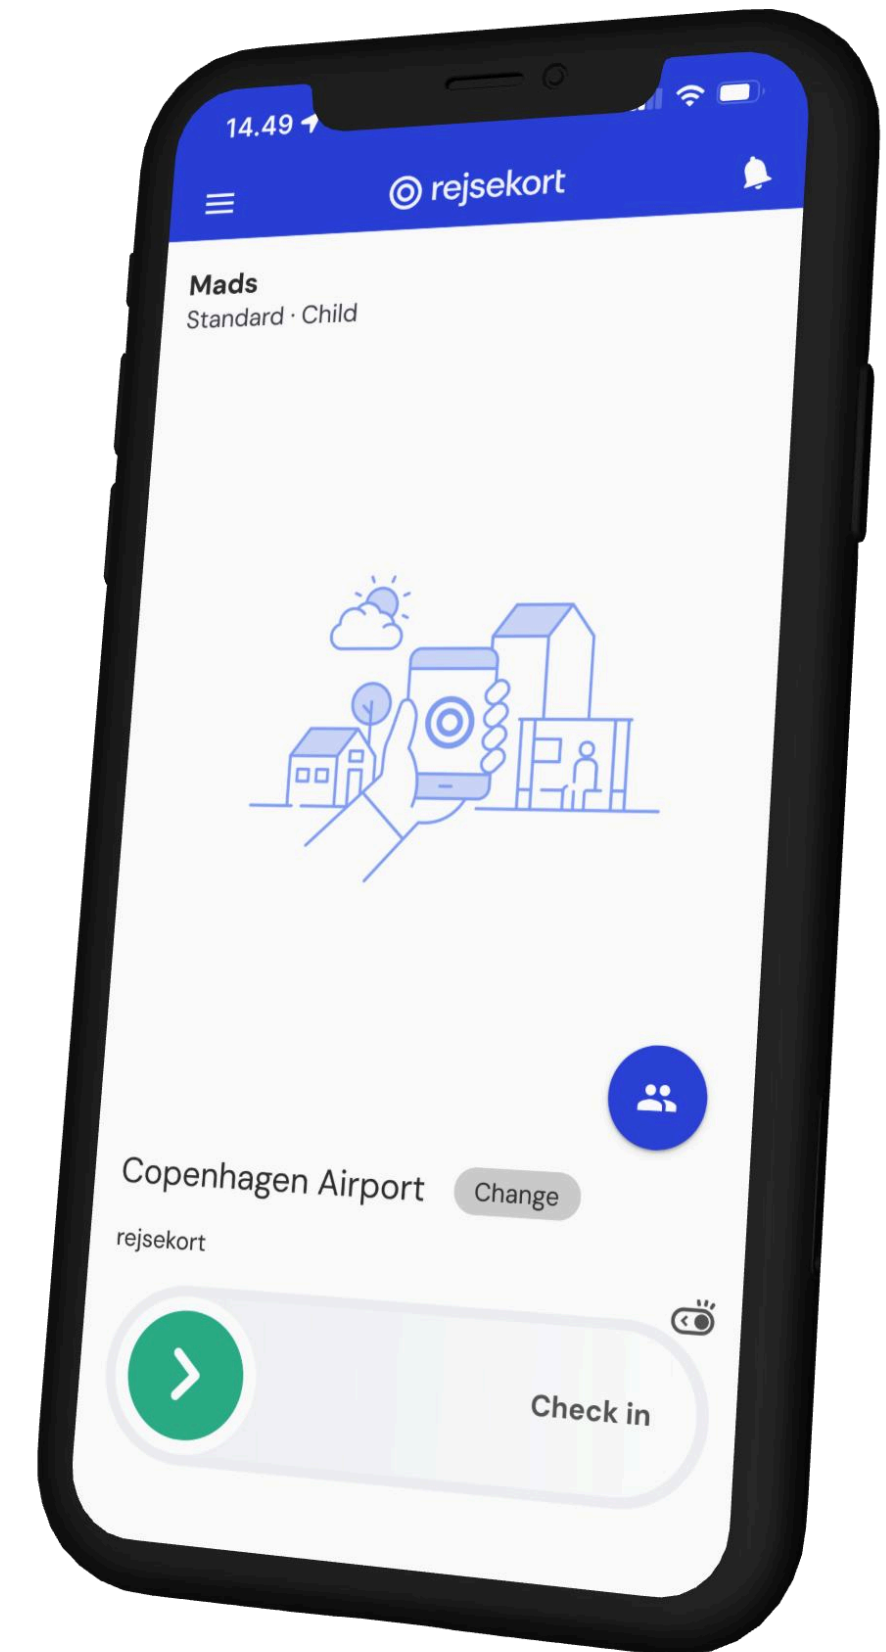 14.49
rejsekort
Mads
Standard · Child
Copenhagen Airport
Change
rejsekort
Check in